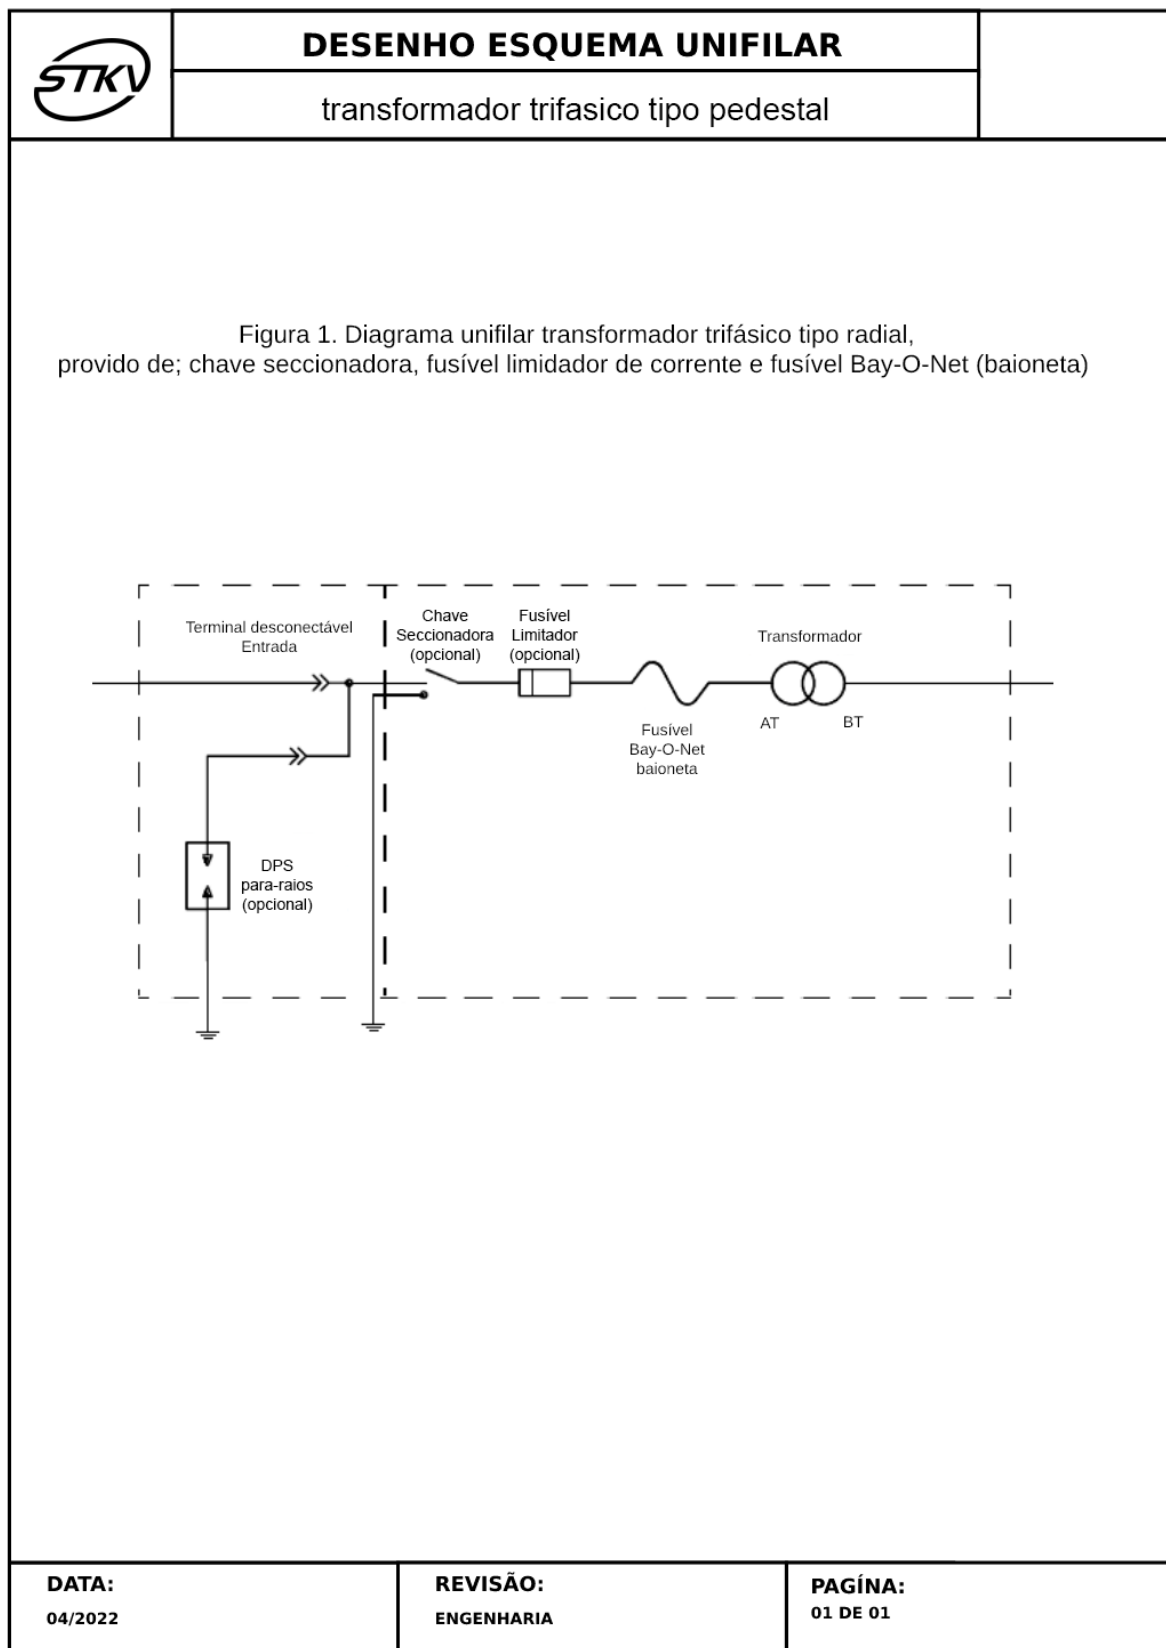 STKV
DESENHO ESQUEMA UNIFILAR
transformador trifasico tipo pedestal
Figura 1. Diagrama unifilar transformador trifásico tipo radial,
provido de; chave seccionadora, fusível limidador de corrente e fusível Bay-O-Net (baioneta)
Terminal desconectável
Entrada
Chave
Seccionadora
(opcional)
Fusível
Limitador
(opcional)
Transformador
AT
BT
Fusível
Bay-O-Net
baioneta
DPS
para-raios
(opcional)
DATA:
04/2022
REVISÃO:
ENGENHARIA
PAGÍNA:
01 DE 01